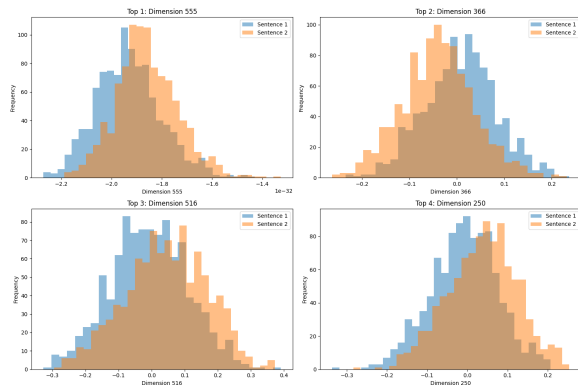 Top 1: Dimension 555
Sentence 1
Sentence 2
100
80
60
40
20
0
Frequency
−2.2
−2.0
−1.8
−1.6
−1.4
1e−32
Dimension 555
Top 2: Dimension 366
Sentence 1
Sentence 2
100
80
60
40
20
0
Frequency
−0.2
−0.1
0.0
0.1
0.2
Dimension 366
Top 3: Dimension 516
Sentence 1
Sentence 2
80
70
60
50
40
30
20
10
0
Frequency
−0.3
−0.2
−0.1
0.0
0.1
0.2
0.3
0.4
Dimension 516
Top 4: Dimension 250
Sentence 1
Sentence 2
80
60
40
20
0
Frequency
−0.3
−0.2
−0.1
0.0
0.1
0.2
Dimension 250